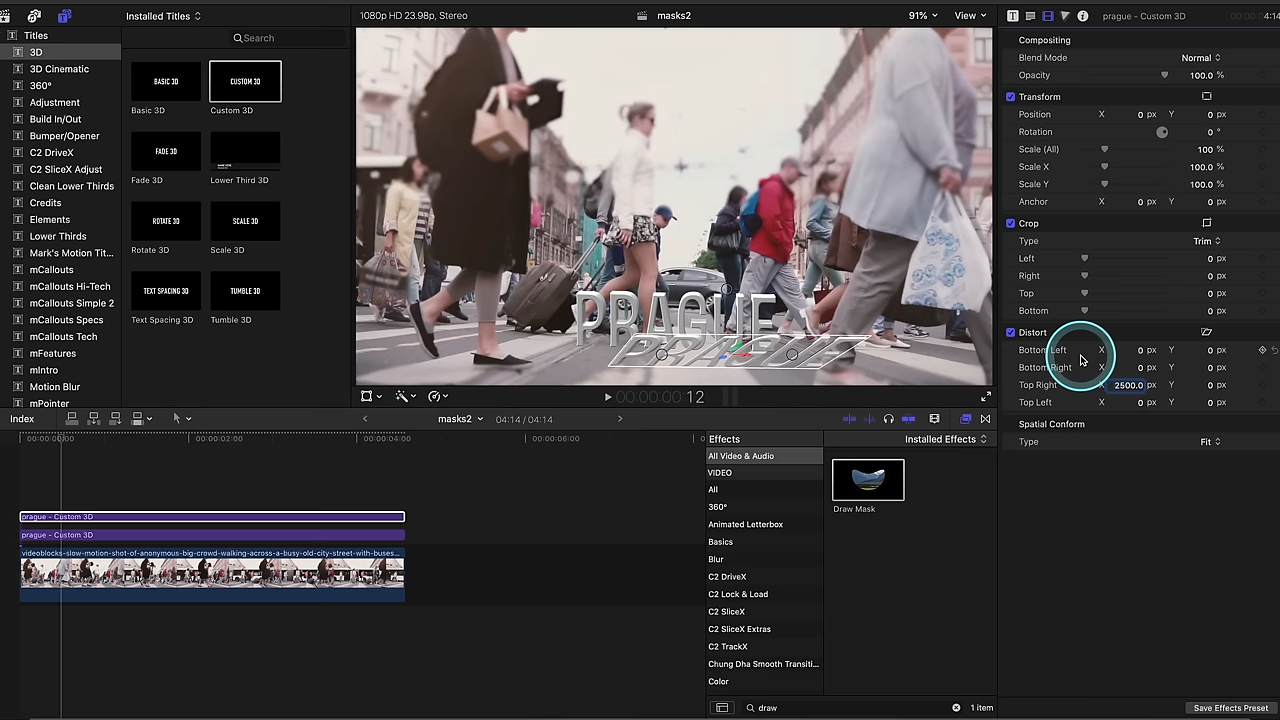 Installed Titles
1080p HD 23.98p, Stereo
masks2
91%
View
prague - Custom 3D
Titles
3D
3D Cinematic
360°
Adjustment
Build In/Out
Bumper/Opener
C2 DriveX
C2 SliceX Adjust
Clean Lower Thirds
Credits
Elements
Lower Thirds
Mark's Motion Tit...
mCallouts
mCallouts Hi-Tech
mCallouts Simple 2
mCallouts Specs
mCallouts Tech
mFeatures
mIntro
Motion Blur
mPointer
Search
BASIC 3D
CUSTOM 3D
Basic 3D
Custom 3D
FADE 3D
Fade 3D
Lower Third 3D
ROTATE 3D
SCALE 3D
Rotate 3D
Scale 3D
TEXT SPACING 3D
TUMBLE 3D
Text Spacing 3D
Tumble 3D
PRAGUE
PRAGUE
00:00:00:00 12
Compositing
Blend Mode
Normal
Opacity
100.0 %
Transform
Position X 0 px Y 0 px
Rotation 0 °
Scale (All) 100 %
Scale X 100.0 %
Scale Y 100.0 %
Anchor X 0 px Y 0 px
Crop
Type Trim
Left 0 px
Right 0 px
Top 0 px
Bottom 0 px
Distort
Bottom Left X 0 px Y 0 px
Bottom Right X 0 px Y 0 px
Top Right X 2500.0 px Y 0 px
Top Left X 0 px Y 0 px
Spatial Conform
Type Fit
Index
masks2
04:14 / 04:14
00:00:02:00
00:00:04:00
00:00:06:00
prague - Custom 3D
prague - Custom 3D
videoblocks-slow-motion-shot-of-anonymous-big-crowd-walking-across-a-busy-old-city-street-with-buses...
Effects
Installed Effects
All Video & Audio
VIDEO
All
360°
Animated Letterbox
Basics
Blur
C2 DriveX
C2 Lock & Load
C2 SliceX
C2 SliceX Extras
C2 TrackX
Chung Dha Smooth Transiti...
Color
Draw Mask
draw
1 item
Save Effects Preset